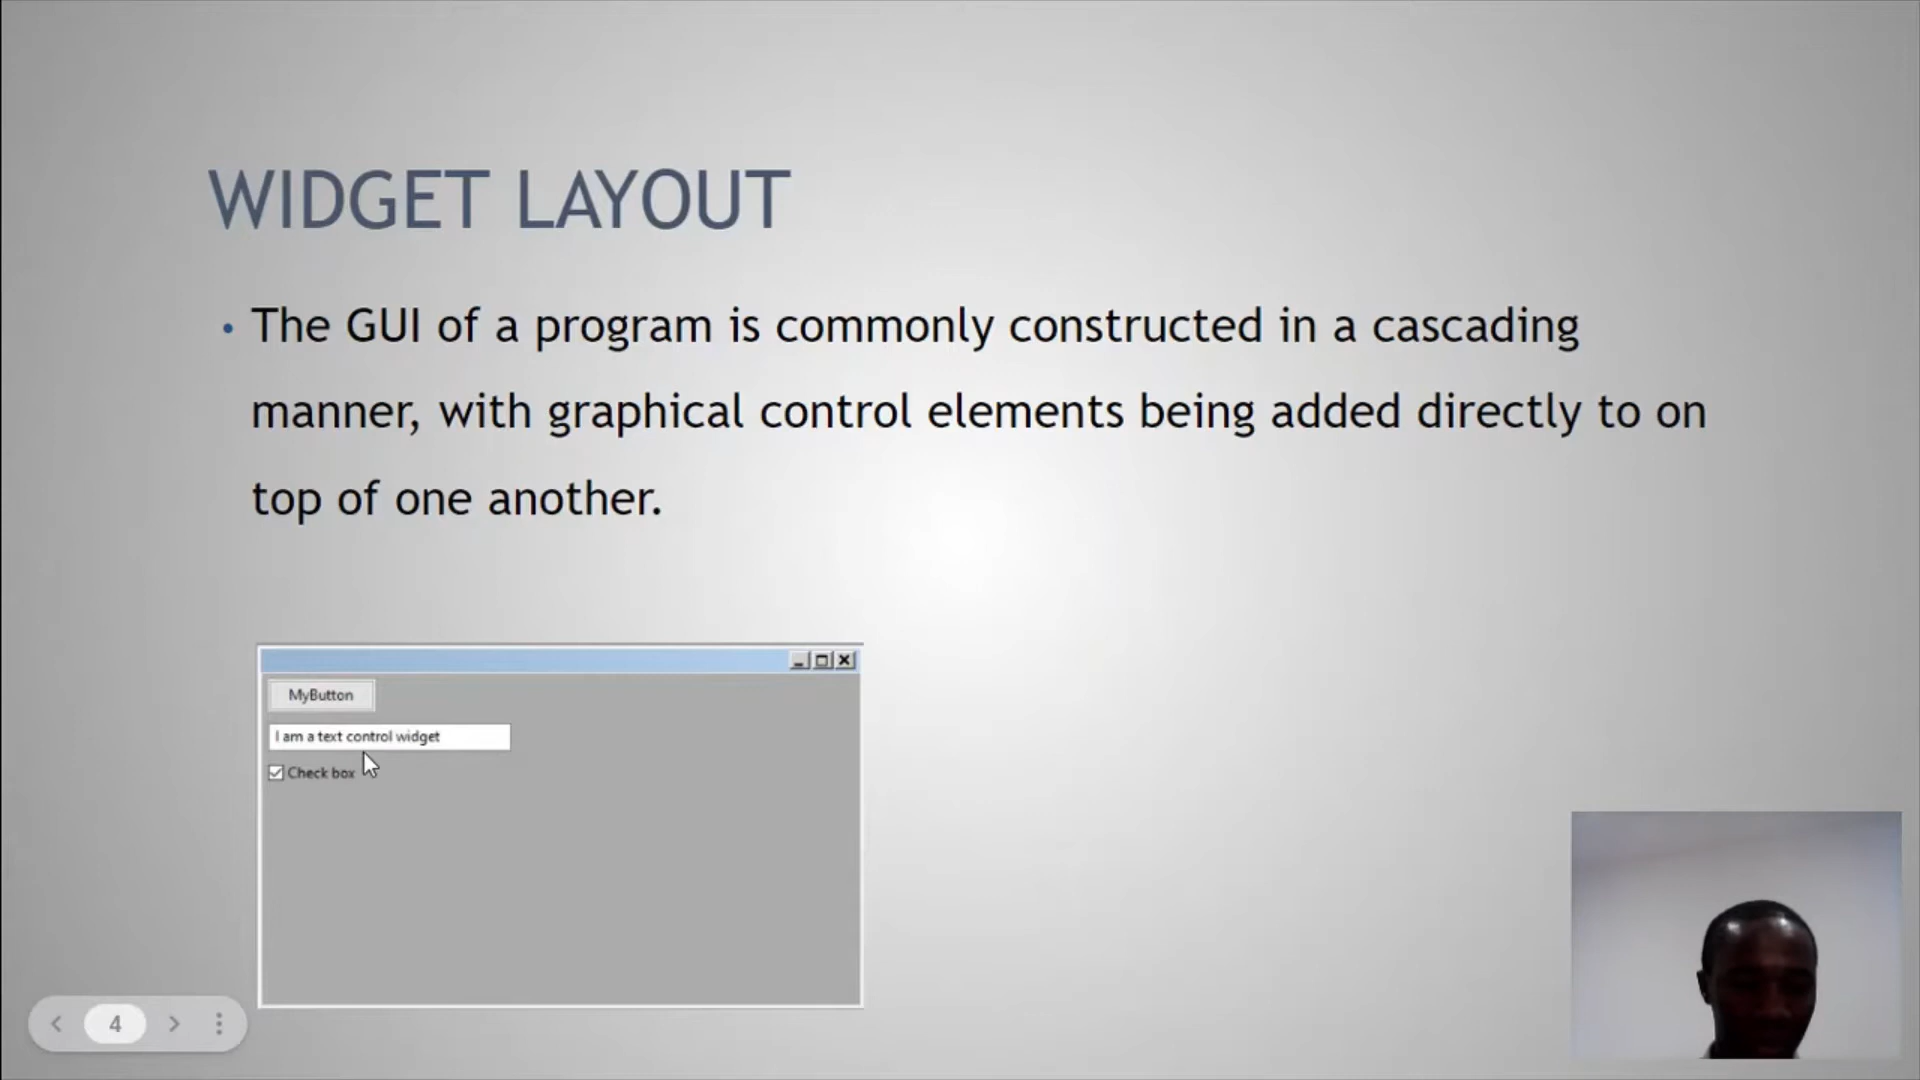 WIDGET LAYOUT
• The GUI of a program is commonly constructed in a cascading
manner, with graphical control elements being added directly to on
top of one another.
MyButton
I am a text control widget
Check box
4